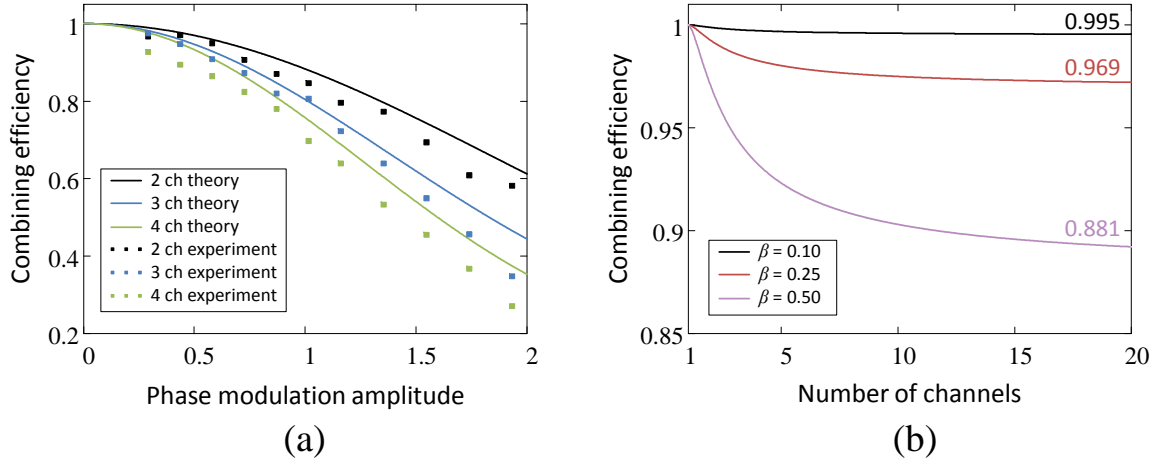 1
0.8
0.6
0.4
0.2
0
0.5
1
1.5
2
Combining efficiency
Phase modulation amplitude
2 ch theory
3 ch theory
4 ch theory
2 ch experiment
3 ch experiment
4 ch experiment
(a)
1
0.95
0.9
0.85
1
5
10
15
20
Combining efficiency
Number of channels
0.995
0.969
0.881
β = 0.10
β = 0.25
β = 0.50
(b)